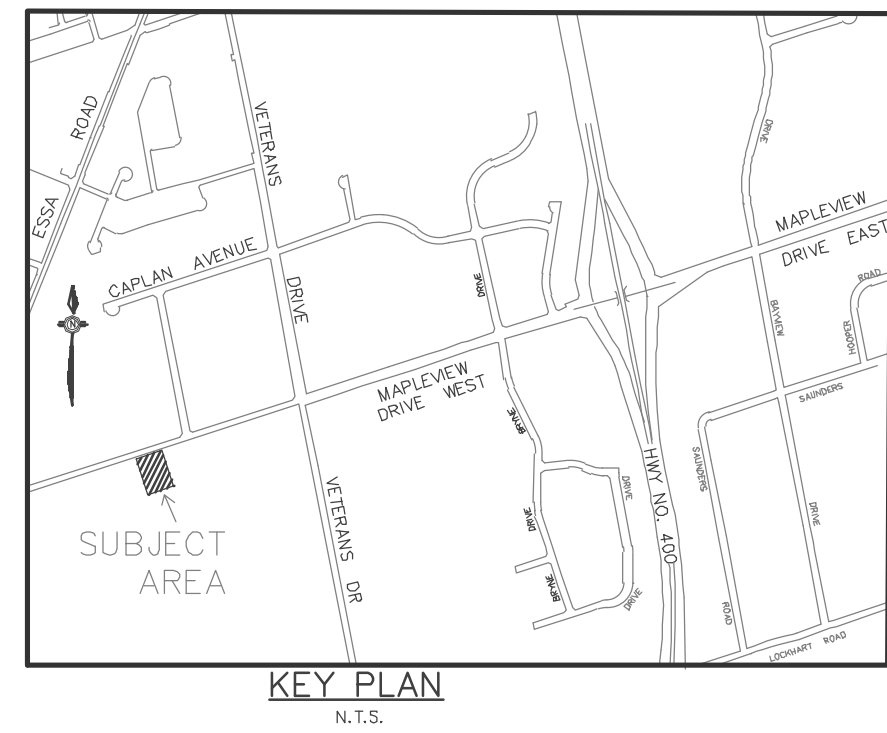 ESSA ROAD
VETERANS
DRIVE
DRIVE
MAPLEVIEW
DRIVE EAST
CAPLAN AVENUE
N
DRIVE
DRIVE
BAYVIEW
HOOPER
ROAD
SAUNDERS
MAPLEVIEW
DRIVE WEST
BRYNE
DRIVE
BRYNE
DRIVE
DRIVE
HWY NO. 400
SAUNDERS
ROAD
DRIVE
LOCKHART ROAD
VETERANS DR
SUBJECT
AREA
KEY PLAN
N.T.S.